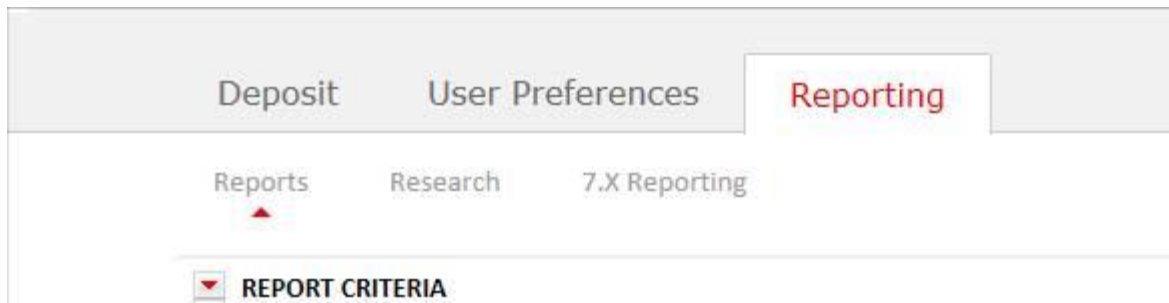 Deposit User Preferences Reporting
Reports Research 7.X Reporting
REPORT CRITERIA